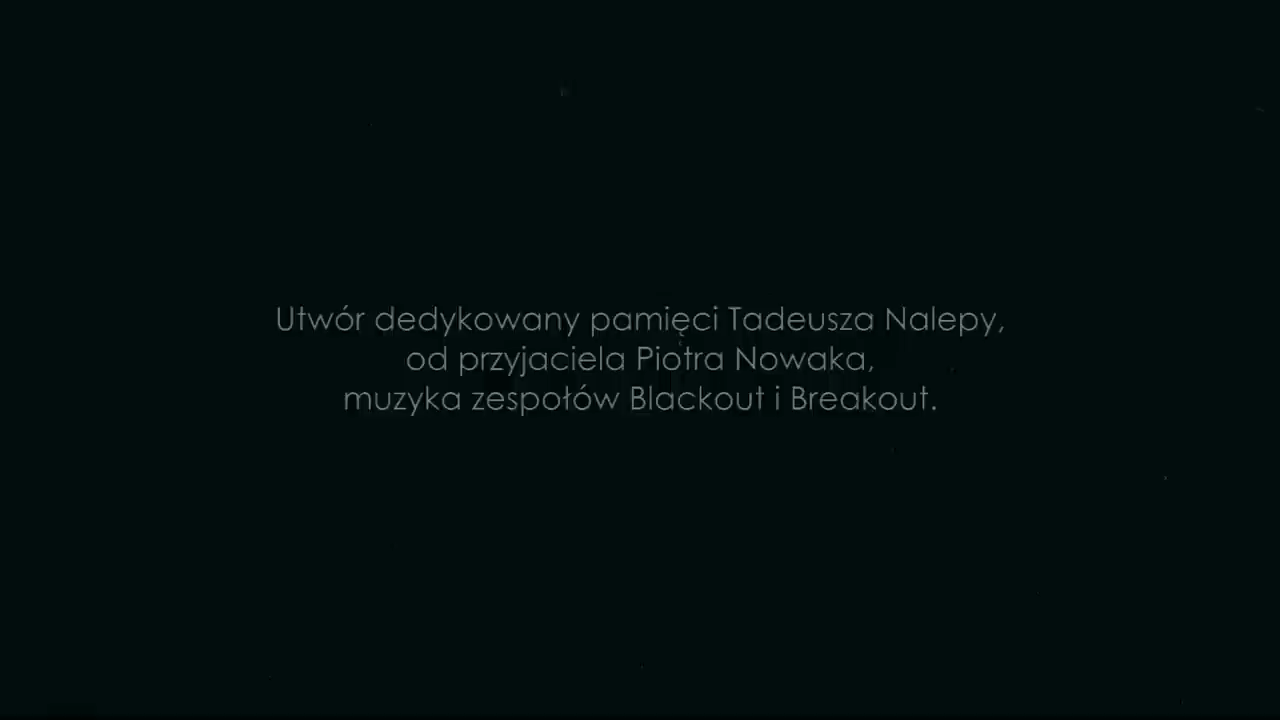 Utwór dedykowany pamięci Tadeusza Nalepy,
od przyjaciela Piotra Nowaka,
muzyka zespołów Blackout i Breakout.